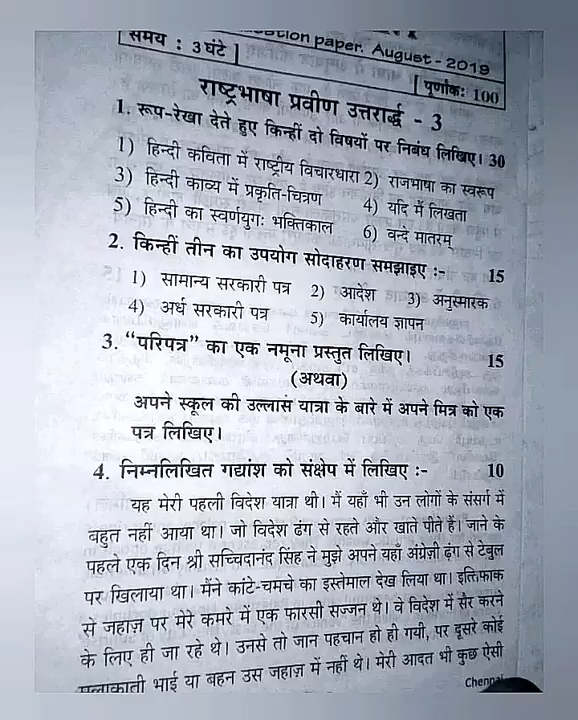 question paper. August - 2019
समय : 3 घंटे
पूर्णांक: 100
राष्ट्रभाषा प्रवीण उत्तरार्द्ध - 3
1. रूप-रेखा देते हुए किन्हीं दो विषयों पर निबंध लिखिए। 30
1) हिन्दी कविता में राष्ट्रीय विचारधारा 2) राजभाषा का स्वरूप
3) हिन्दी काव्य में प्रकृति-चित्रण 4) यदि मैं लिखता
5) हिन्दी का स्वर्णयुगः भक्तिकाल 6) वन्दे मातरम्
2. किन्हीं तीन का उपयोग सोदाहरण समझाइए :- 15
1) सामान्य सरकारी पत्र 2) आदेश 3) अनुस्मारक
4) अर्ध सरकारी पत्र 5) कार्यालय ज्ञापन
3. “परिपत्र” का एक नमूना प्रस्तुत लिखिए। 15
(अथवा)
अपने स्कूल की उल्लास यात्रा के बारे में अपने मित्र को एक
पत्र लिखिए।
4. निम्नलिखित गद्यांश को संक्षेप में लिखिए :- 10
यह मेरी पहली विदेश यात्रा थी। मैं यहाँ भी उन लोगों के संसर्ग में
बहुत नहीं आया था। जो विदेश ढंग से रहते और खाते पीते हैं। जाने के
पहले एक दिन श्री सच्चिदानंद सिंह ने मुझे अपने यहाँ अंग्रेज़ी ढ़ंग से टेबुल
पर खिलाया था। मैंने कांटे-चमचे का इस्तेमाल देख लिया था। इत्तिफाक
से जहाज़ पर मेरे कमरे में एक फारसी सज्जन थे। वे विदेश में सैर करने
के लिए ही जा रहे थे। उनसे तो जान पहचान हो ही गयी, पर दूसरे कोई
मुलाकाती भाई या बहन उस जहाज़ में नहीं थे। मेरी आदत भी कुछ ऐसी
Chennai